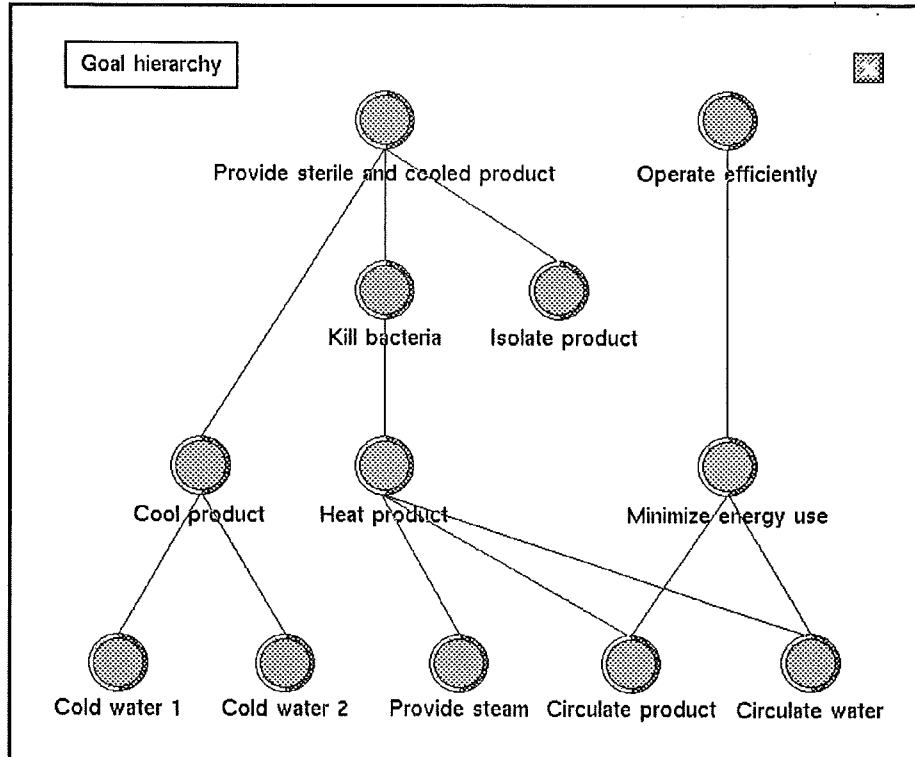 Goal hierarchy
Provide sterile and cooled product
Operate efficiently
Kill bacteria
Isolate product
Cool product
Heat product
Minimize energy use
Cold water 1
Cold water 2
Provide steam
Circulate product
Circulate water